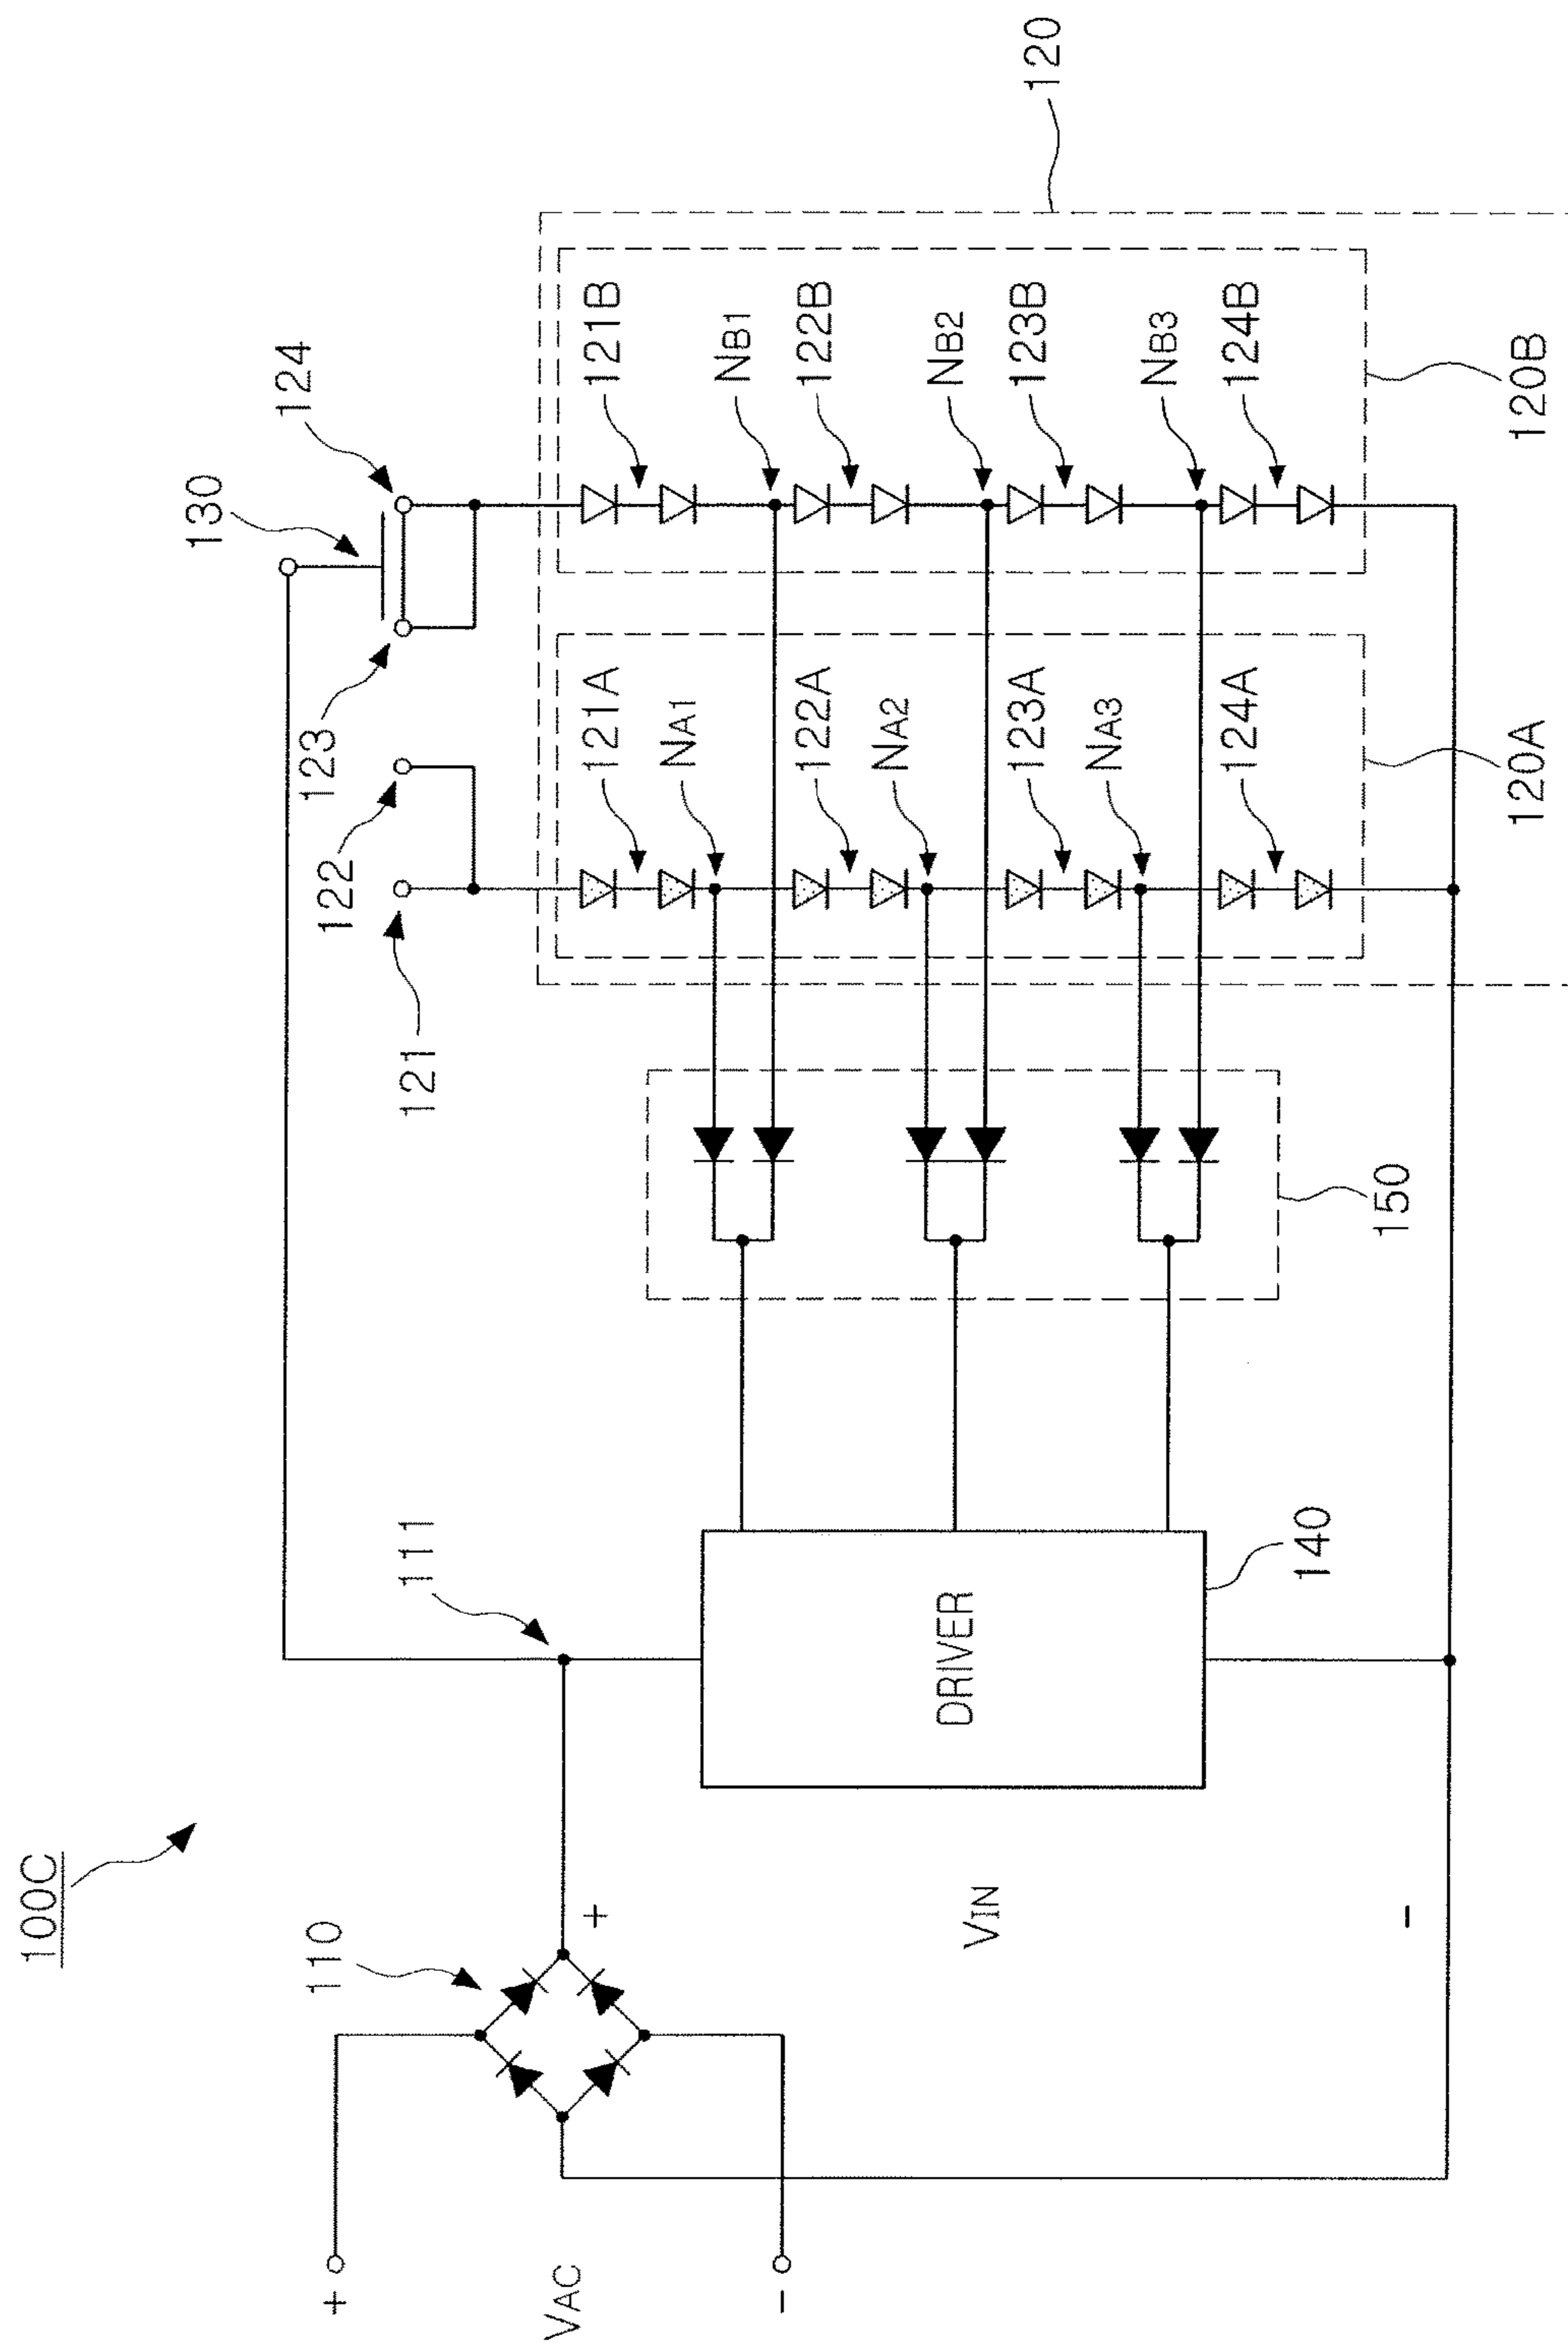 100C
110
111
130
124
123
122
121
120
121B
NB1
122B
NB2
123B
NB3
124B
120B
121A
NA1
122A
NA2
123A
NA3
124A
120A
150
140
DRIVER
+
VIN
-
+
VAC
-